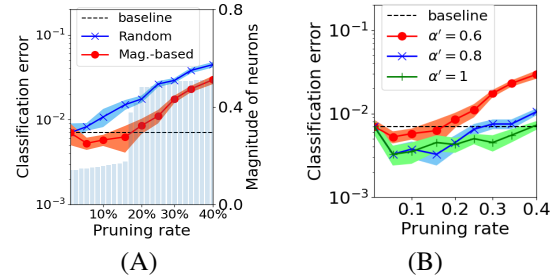 baseline
Random
Mag.-based
Classification error
10⁻¹
10⁻²
10⁻³
10%
20%
30%
40%
Pruning rate
0.8
0.4
0.0
Magnitude of neurons
(A)
baseline
α′ = 0.6
α′ = 0.8
α′ = 1
Classification error
10⁻¹
10⁻²
10⁻³
0.1
0.2
0.3
0.4
Pruning rate
(B)